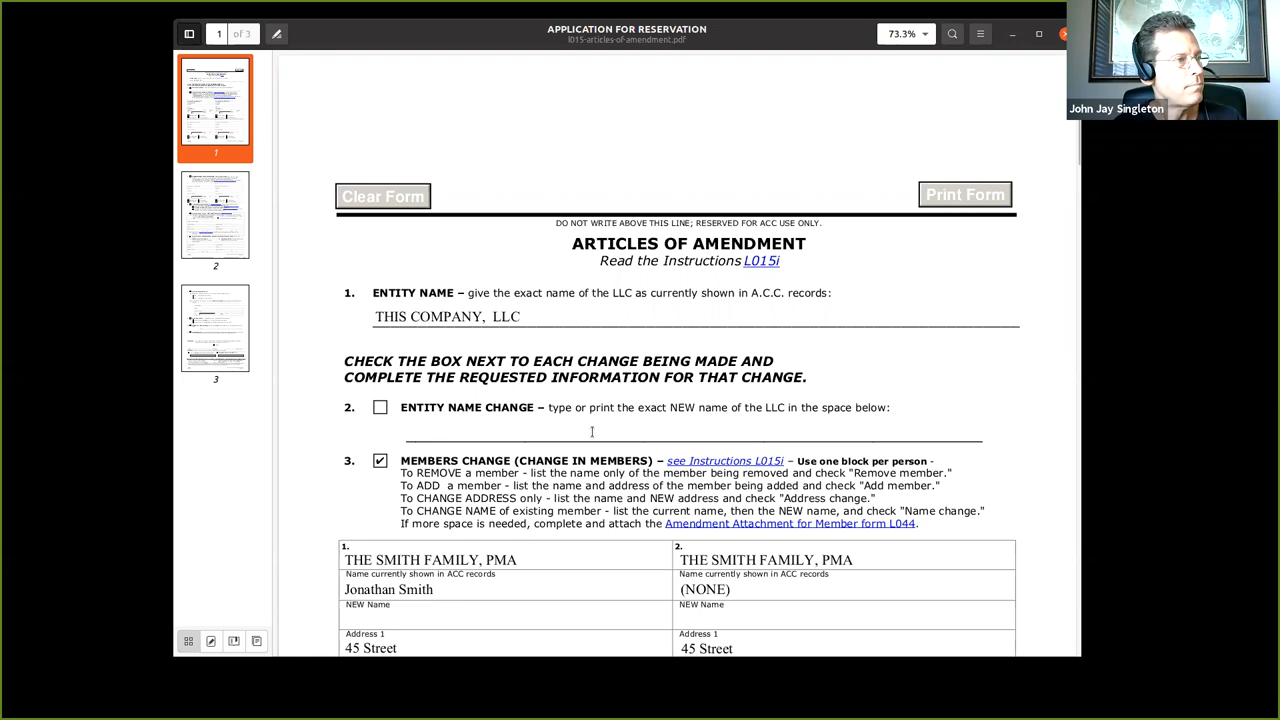 APPLICATION FOR RESERVATION
l015-articles-of-amendment.pdf
1 of 3
73.3%
John Jay Singleton
1
2
3
Clear Form
Print Form
DO NOT WRITE ABOVE THIS LINE; RESERVED FOR ACC USE ONLY.
ARTICLES OF AMENDMENT
Read the Instructions L015i
1. ENTITY NAME – give the exact name of the LLC as currently shown in A.C.C. records:
THIS COMPANY, LLC
CHECK THE BOX NEXT TO EACH CHANGE BEING MADE AND
COMPLETE THE REQUESTED INFORMATION FOR THAT CHANGE.
2. ENTITY NAME CHANGE – type or print the exact NEW name of the LLC in the space below:
3. MEMBERS CHANGE (CHANGE IN MEMBERS) – see Instructions L015i – Use one block per person -
To REMOVE a member - list the name only of the member being removed and check "Remove member."
To ADD a member - list the name and address of the member being added and check "Add member."
To CHANGE ADDRESS only - list the name and NEW address and check "Address change."
To CHANGE NAME of existing member - list the current name, then the NEW name, and check "Name change."
If more space is needed, complete and attach the Amendment Attachment for Member form L044.
1.
THE SMITH FAMILY, PMA
Name currently shown in ACC records
Jonathan Smith
NEW Name
Address 1
45 Street
2.
THE SMITH FAMILY, PMA
Name currently shown in ACC records
(NONE)
NEW Name
Address 1
45 Street